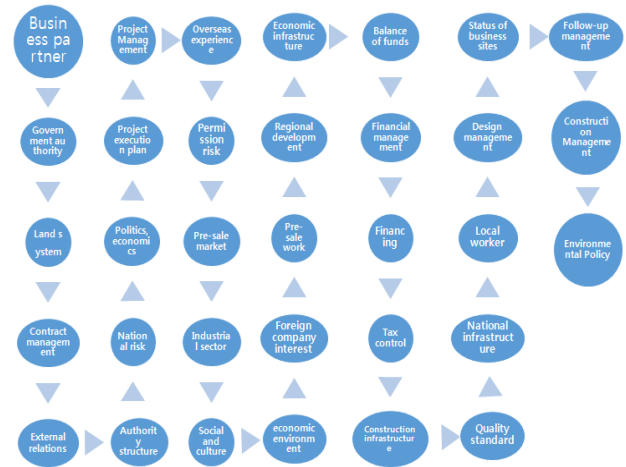 Busin
ess pa
rtner
Govern
ment au
thority
Land s
ystem
Contract
managem
ent
External
relations
Authorit
y
structure
Nation
al risk
Politics,
economi
cs
Project
executio
n plan
Project
Manag
ement
Overseas
experienc
e
Permi
ssion
risk
Pre-sale
market
Industria
l sector
Social
and
culture
economic
environm
ent
Foreign
company
interest
Pre-
sale
work
Regional
developm
ent
Economic
infrastruc
ture
Balance
of funds
Financial
manage
ment
Financ
ing
Tax
control
Construction
infrastructur
e
Quality
standard
National
infrastruct
ure
Local
worker
Design
managem
ent
Status of
business
sites
Follow-up
manageme
nt
Constructi
on
Manageme
nt
Environme
ntal Policy